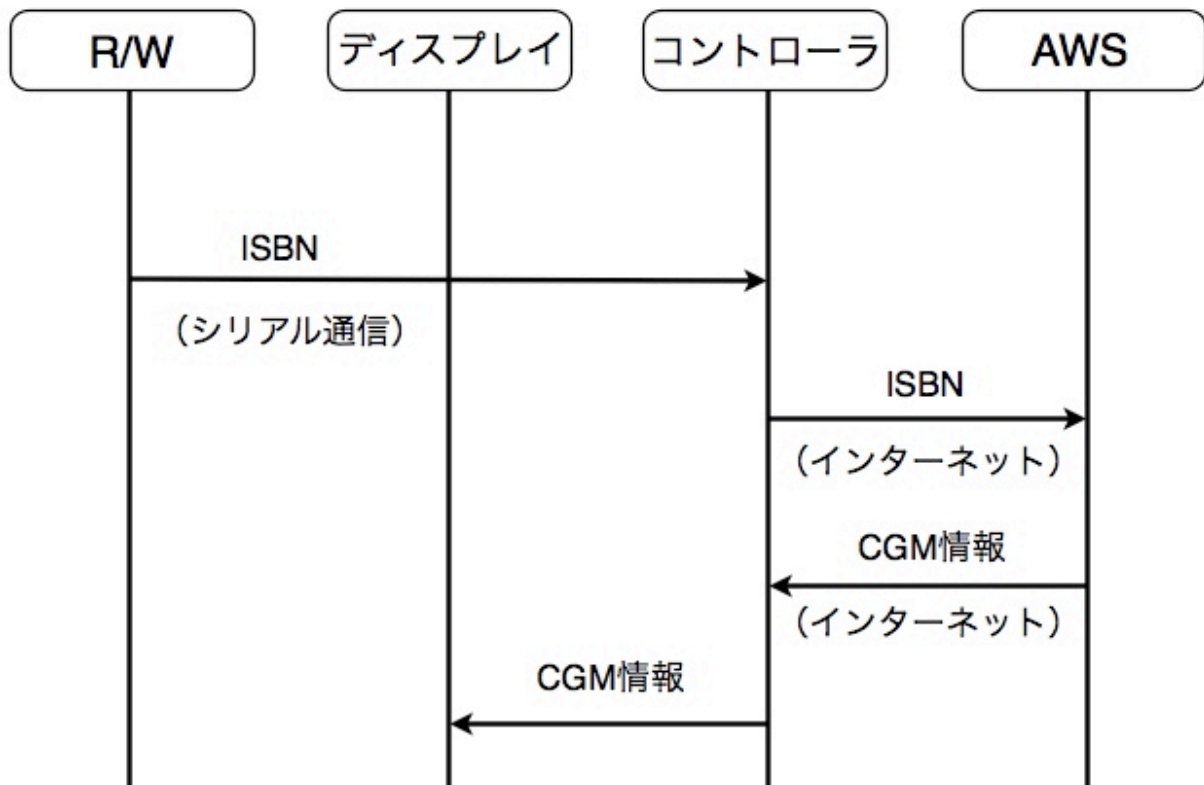 R/W
ディスプレイ
コントローラ
AWS
ISBN
（シリアル通信）
ISBN
（インターネット）
CGM情報
（インターネット）
CGM情報